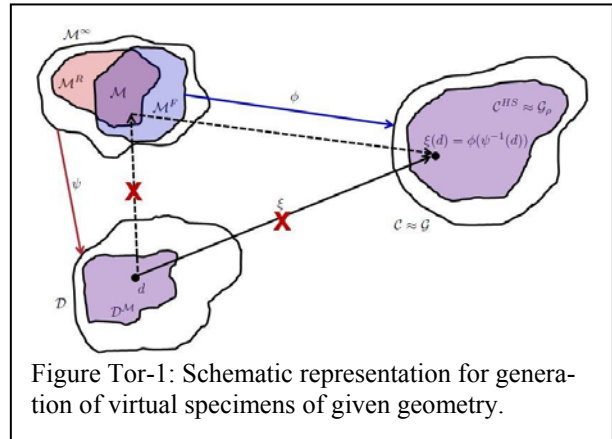 ℳ^∞
ℳ^R
ℳ
ℳ^F
ϕ
𝒞^{HS} ≈ 𝒢_ρ
ξ(d) = ϕ(ψ^{-1}(d))
ψ
X
ξ
X
𝒞 ≈ 𝒢
d
𝒟
𝒟^ℳ
Figure Tor-1: Schematic representation for genera-
tion of virtual specimens of given geometry.